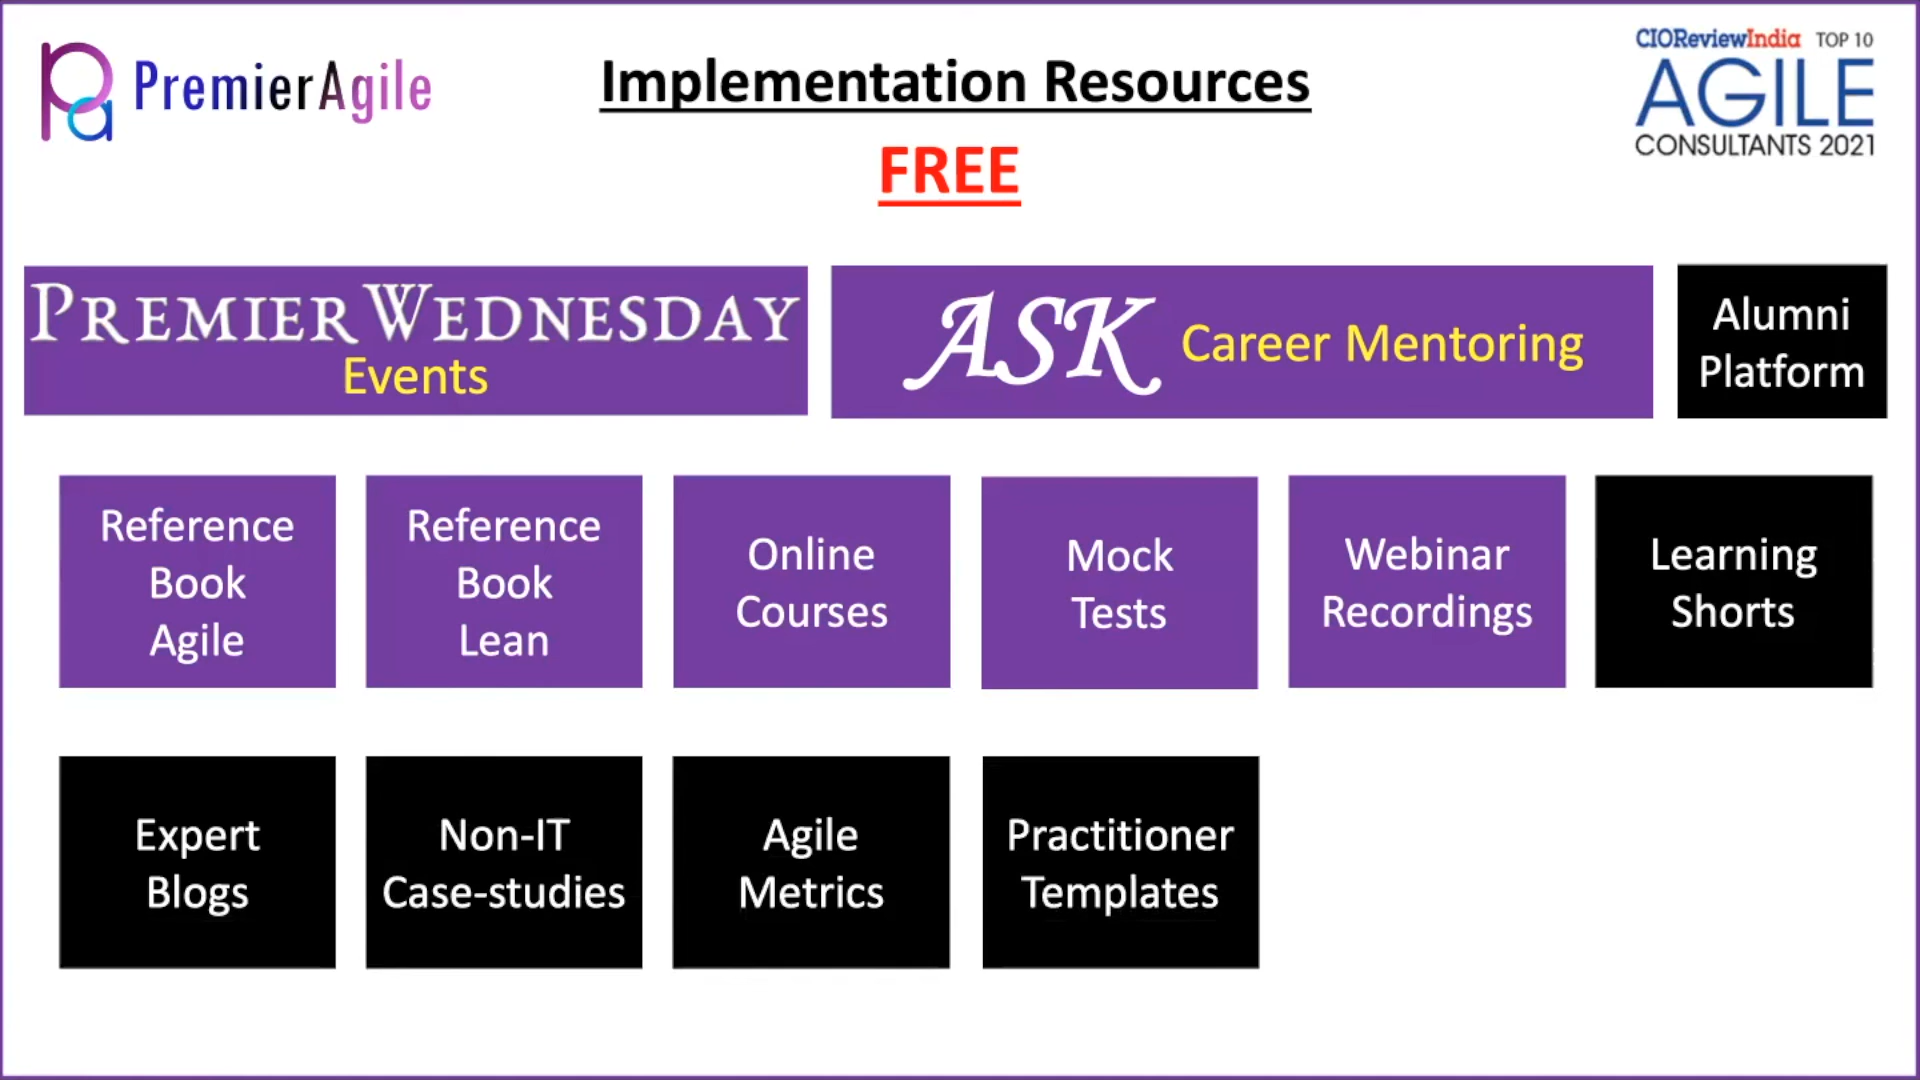 PremierAgile
Implementation Resources
FREE
CIOReviewIndia TOP 10
AGILE
CONSULTANTS 2021
PREMIER WEDNESDAY
Events
ASK Career Mentoring
Alumni
Platform
Reference
Book
Agile
Reference
Book
Lean
Online
Courses
Mock
Tests
Webinar
Recordings
Learning
Shorts
Expert
Blogs
Non-IT
Case-studies
Agile
Metrics
Practitioner
Templates